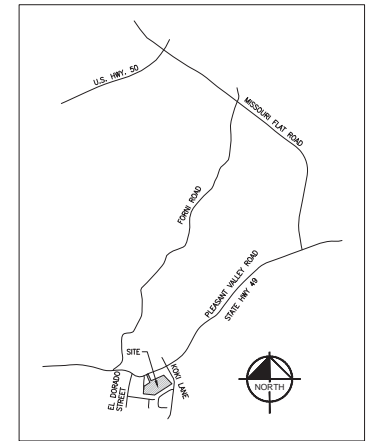 U.S. HWY. 50
MISSOURI FLAT ROAD
FORNI ROAD
PLEASANT VALLEY ROAD
STATE HWY 49
SITE
KOKI LANE
EL DORADO
STREET
NORTH